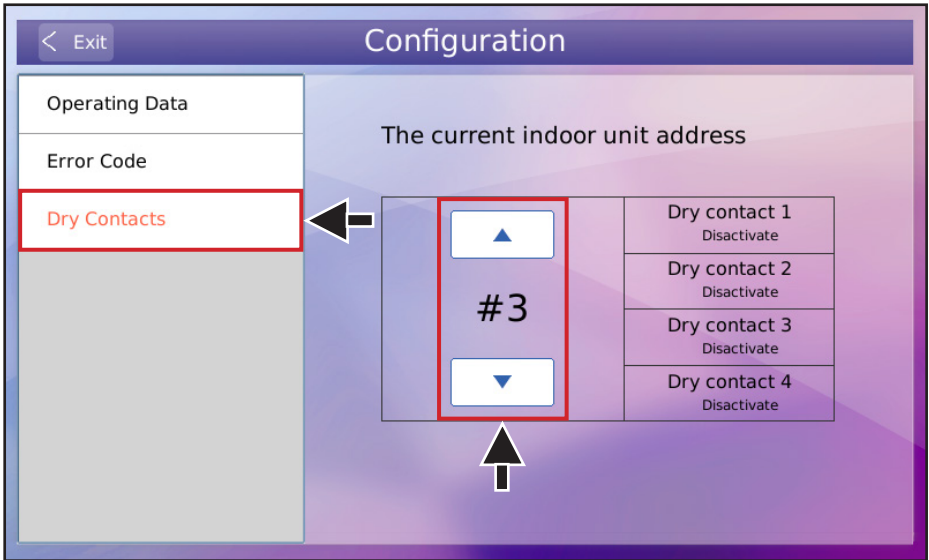 Exit
Configuration
Operating Data
Error Code
Dry Contacts
The current indoor unit address
#3
Dry contact 1
Disactivate
Dry contact 2
Disactivate
Dry contact 3
Disactivate
Dry contact 4
Disactivate